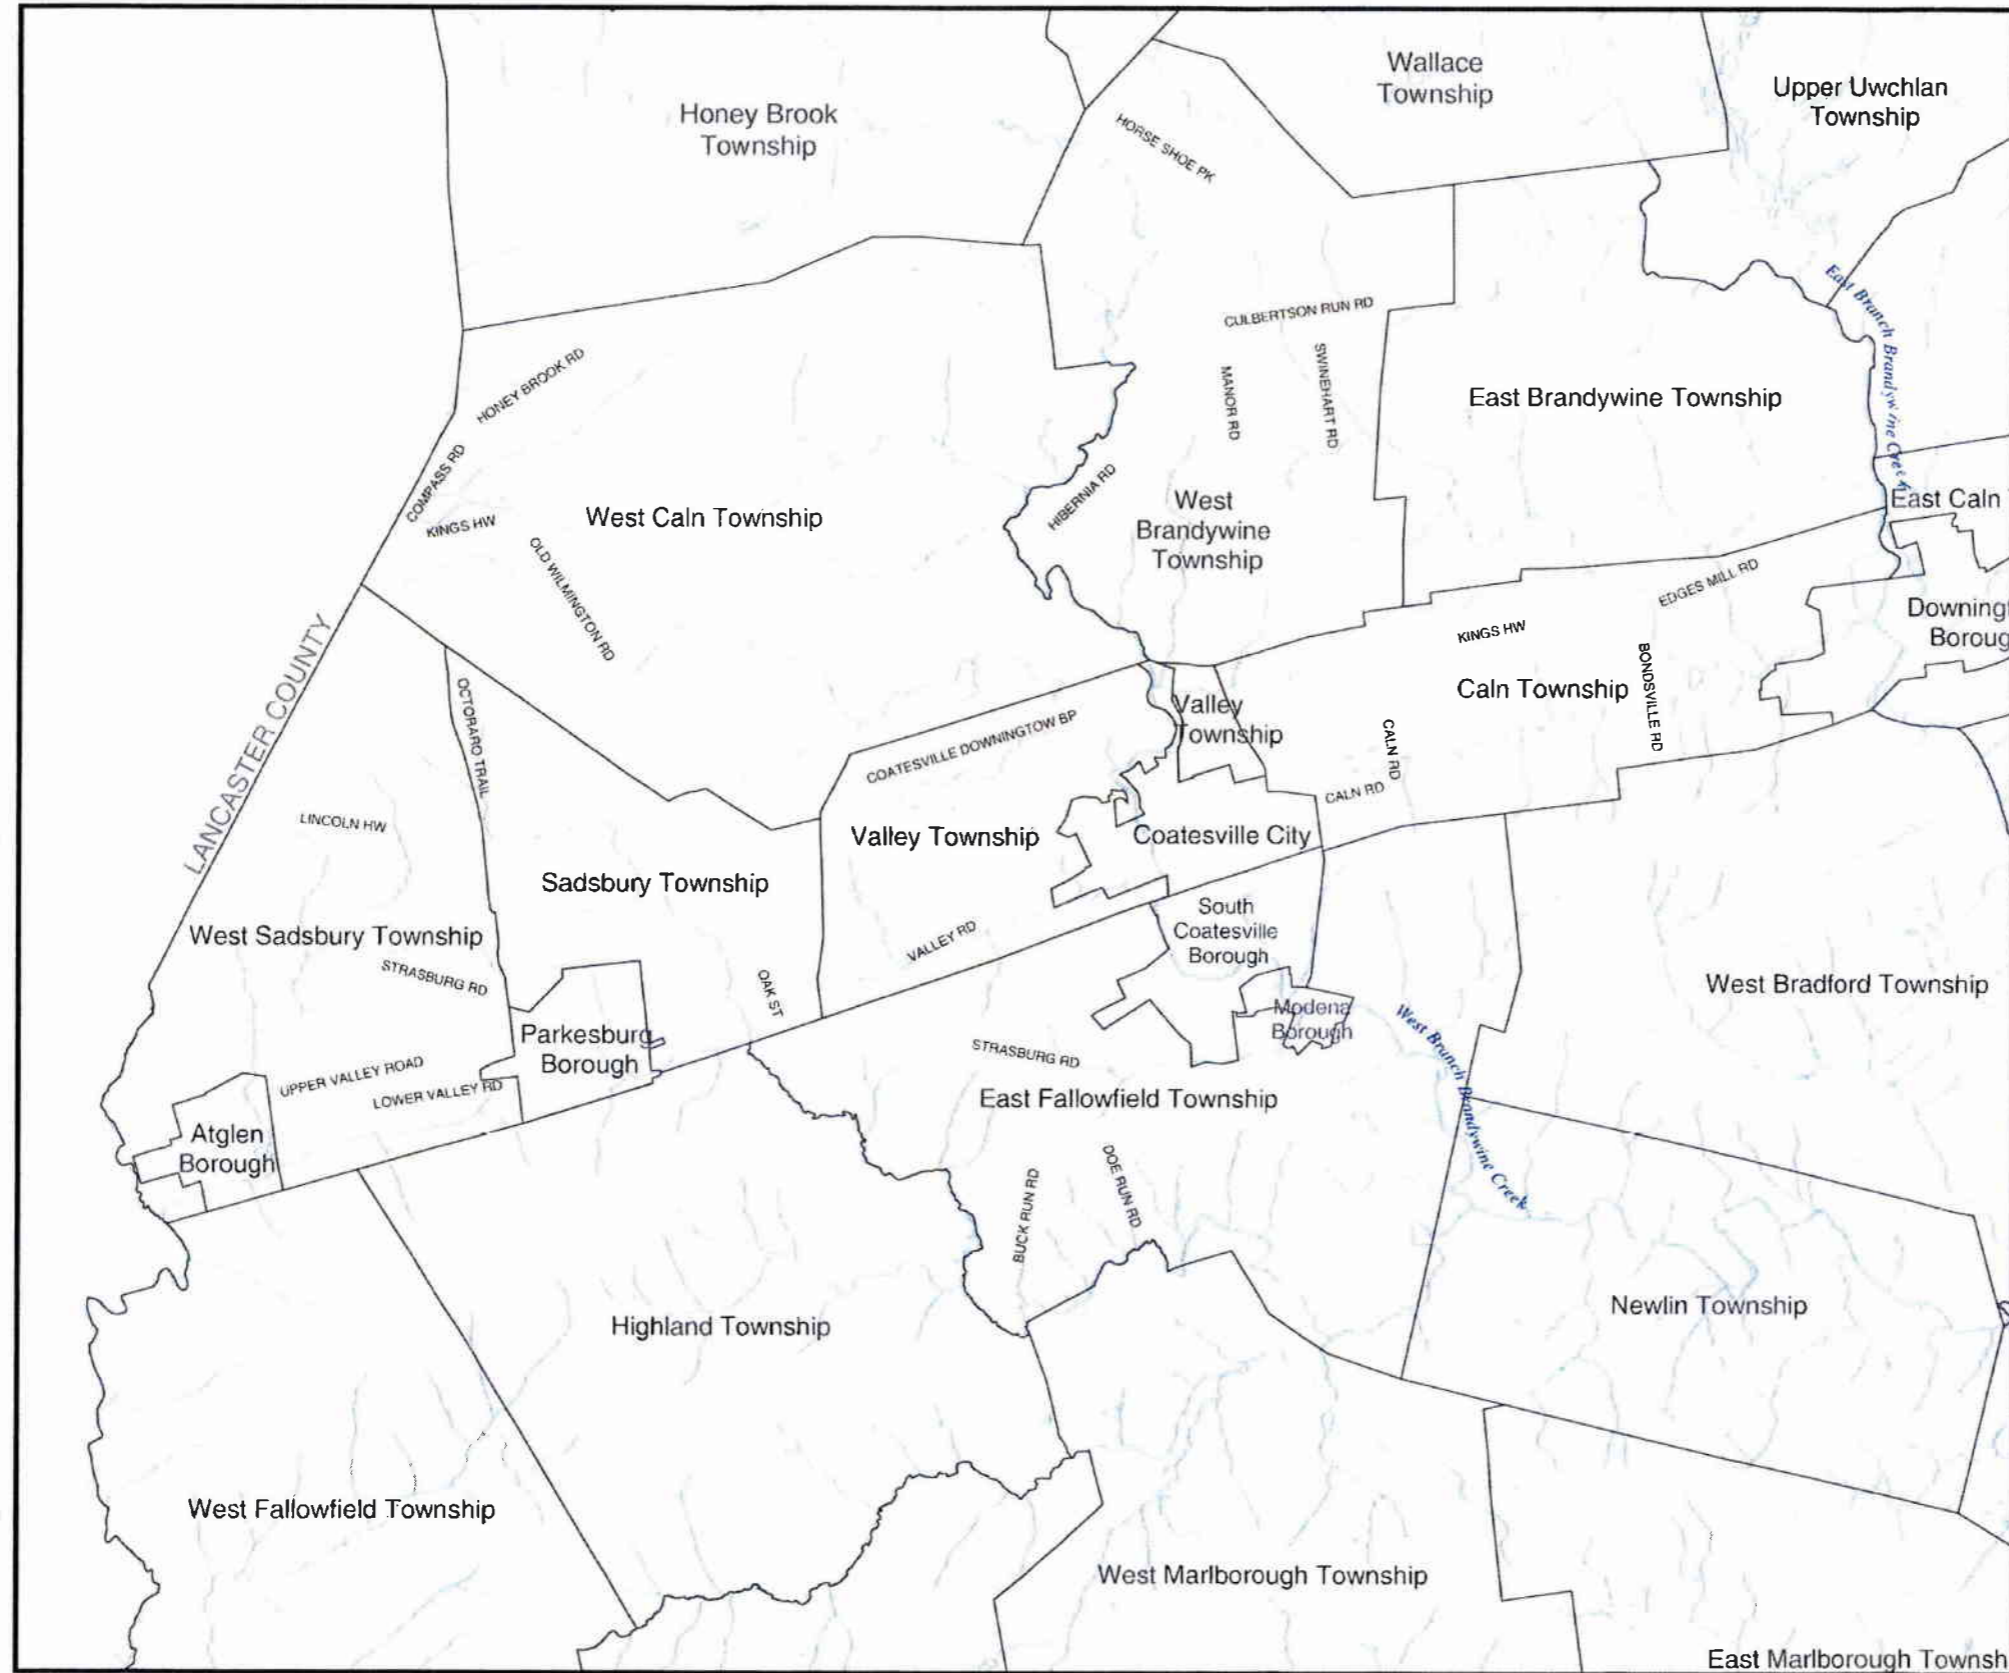 Wallace
Township
Upper Uwchlan
Township
Honey Brook
Township
HORSE SHOE PK
East Branch Brandywine Creek
CULBERTSON RUN RD
HONEY BROOK RD
MANOR RD
SWINEHART RD
East Brandywine Township
COMPASS RD
KINGS HW
West Caln Township
HIBERNIA RD
West
Brandywine
Township
East Caln
OLD WILMINGTON RD
EDGES MILL RD
Downingt
Boroug
KINGS HW
LANCASTER COUNTY
OCTORARO TRAIL
Caln Township
BONDSVILLE RD
Valley
Township
COATESVILLE DOWNINGTOW BP
CALN RD
CALN RD
LINCOLN HW
Valley Township
Coatesville City
Sadsbury Township
South
Coatesville
Borough
West Sadsbury Township
VALLEY RD
STRASBURG RD
OAK ST
West Bradford Township
Modena
Borough
West Branch Brandywine Creek
Parkesburg
Borough
STRASBURG RD
UPPER VALLEY ROAD
LOWER VALLEY RD
East Fallowfield Township
Atglen
Borough
BUCK RUN RD
DOE RUN RD
Newlin Township
Highland Township
West Fallowfield Township
West Marlborough Township
East Marlborough Townsh